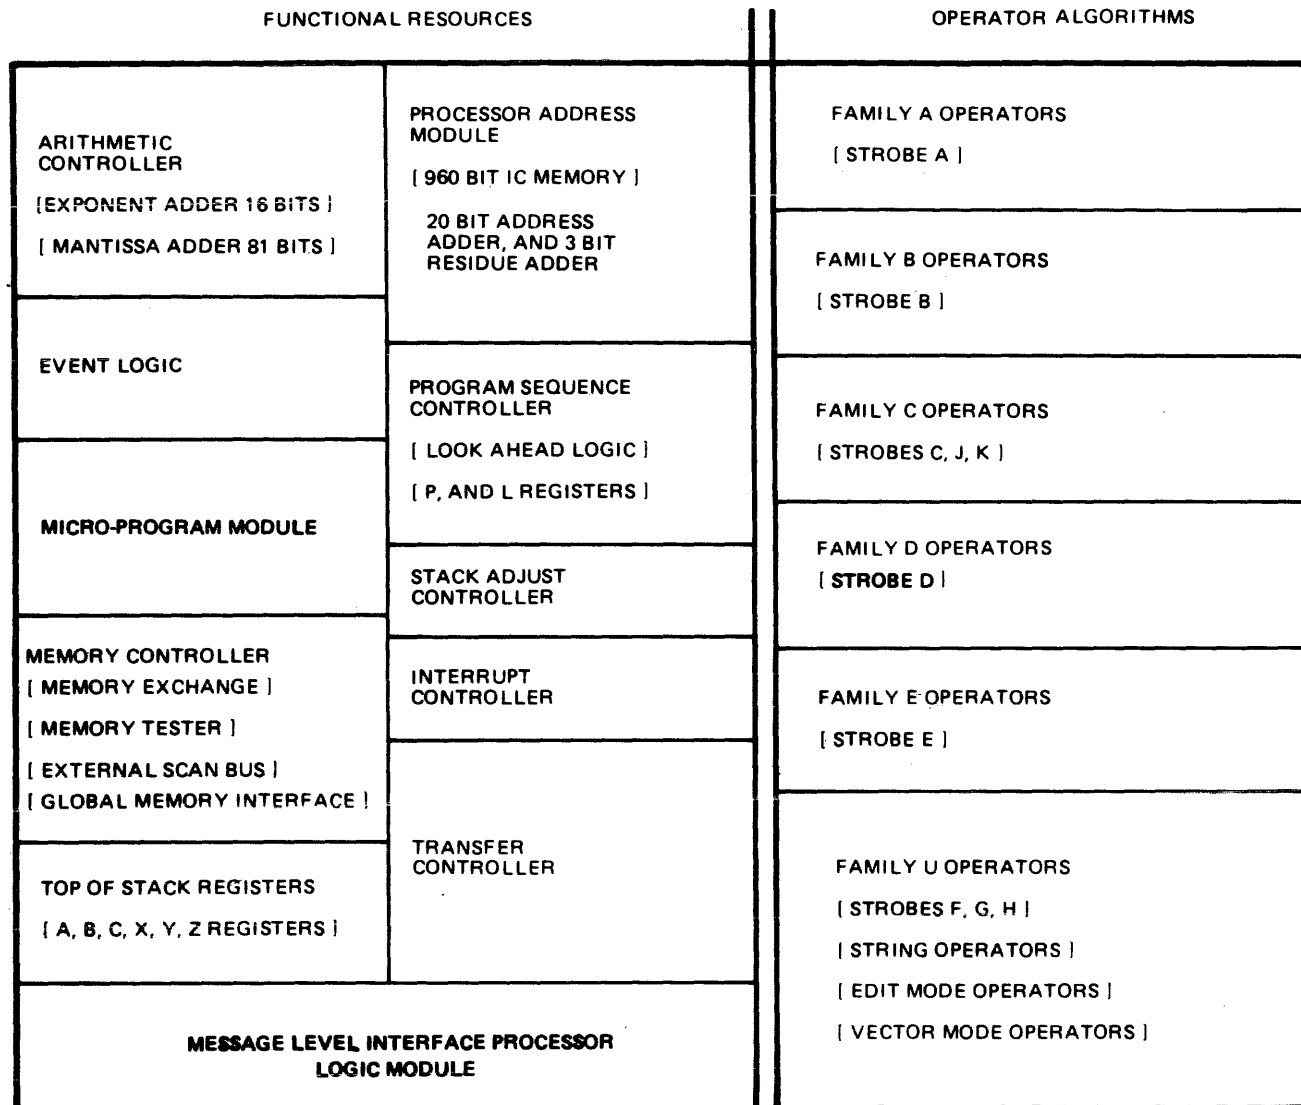 FUNCTIONAL RESOURCES
OPERATOR ALGORITHMS
ARITHMETIC
CONTROLLER
[EXPONENT ADDER 16 BITS ]
[ MANTISSA ADDER 81 BITS ]
EVENT LOGIC
MICRO-PROGRAM MODULE
MEMORY CONTROLLER
[ MEMORY EXCHANGE ]
[ MEMORY TESTER ]
[ EXTERNAL SCAN BUS ]
[ GLOBAL MEMORY INTERFACE ]
TOP OF STACK REGISTERS
[ A, B, C, X, Y, Z REGISTERS ]
PROCESSOR ADDRESS
MODULE
[ 960 BIT IC MEMORY ]
20 BIT ADDRESS
ADDER, AND 3 BIT
RESIDUE ADDER
PROGRAM SEQUENCE
CONTROLLER
[ LOOK AHEAD LOGIC ]
[ P, AND L REGISTERS ]
STACK ADJUST
CONTROLLER
INTERRUPT
CONTROLLER
TRANSFER
CONTROLLER
MESSAGE LEVEL INTERFACE PROCESSOR
LOGIC MODULE
FAMILY A OPERATORS
[ STROBE A ]
FAMILY B OPERATORS
[ STROBE B ]
FAMILY C OPERATORS
[ STROBES C, J, K ]
FAMILY D OPERATORS
[ STROBE D ]
FAMILY E OPERATORS
[ STROBE E ]
FAMILY U OPERATORS
[ STROBES F, G, H ]
[ STRING OPERATORS ]
[ EDIT MODE OPERATORS ]
[ VECTOR MODE OPERATORS ]